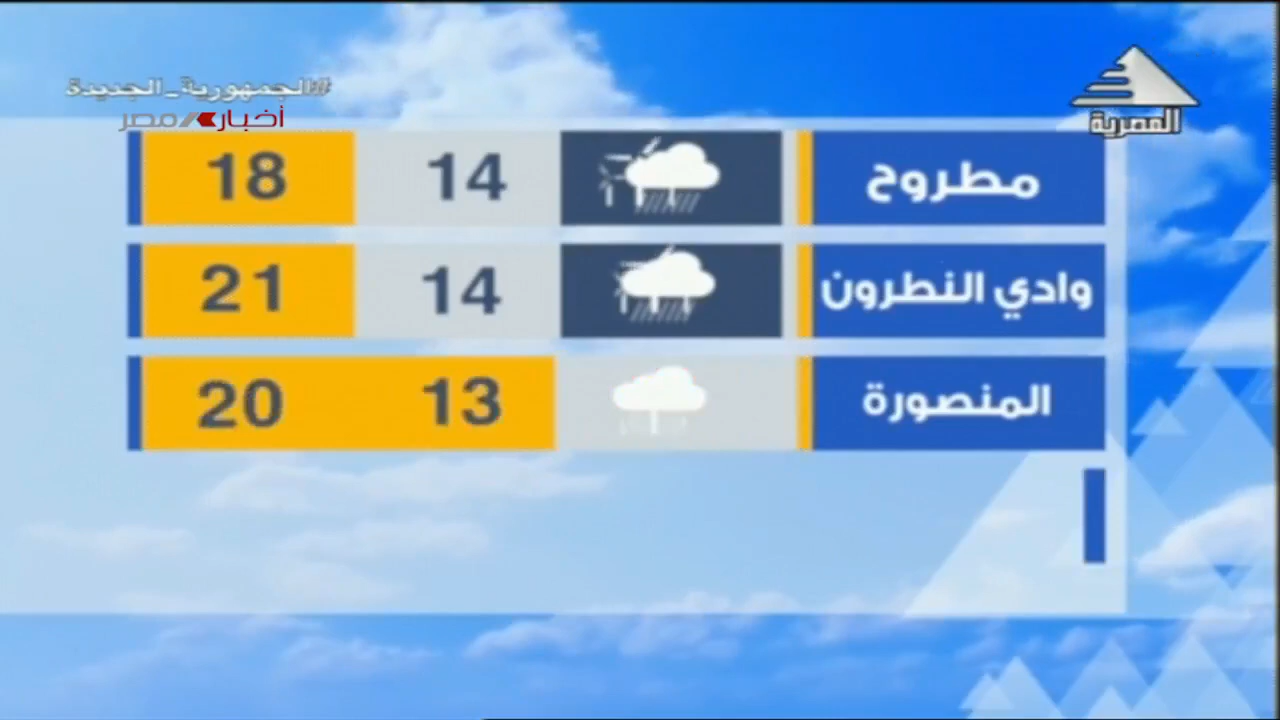 #الجمهورية_الجديدة
أخبار مصر
المصرية
مطروح 14 18
وادي النطرون 14 21
المنصورة 13 20